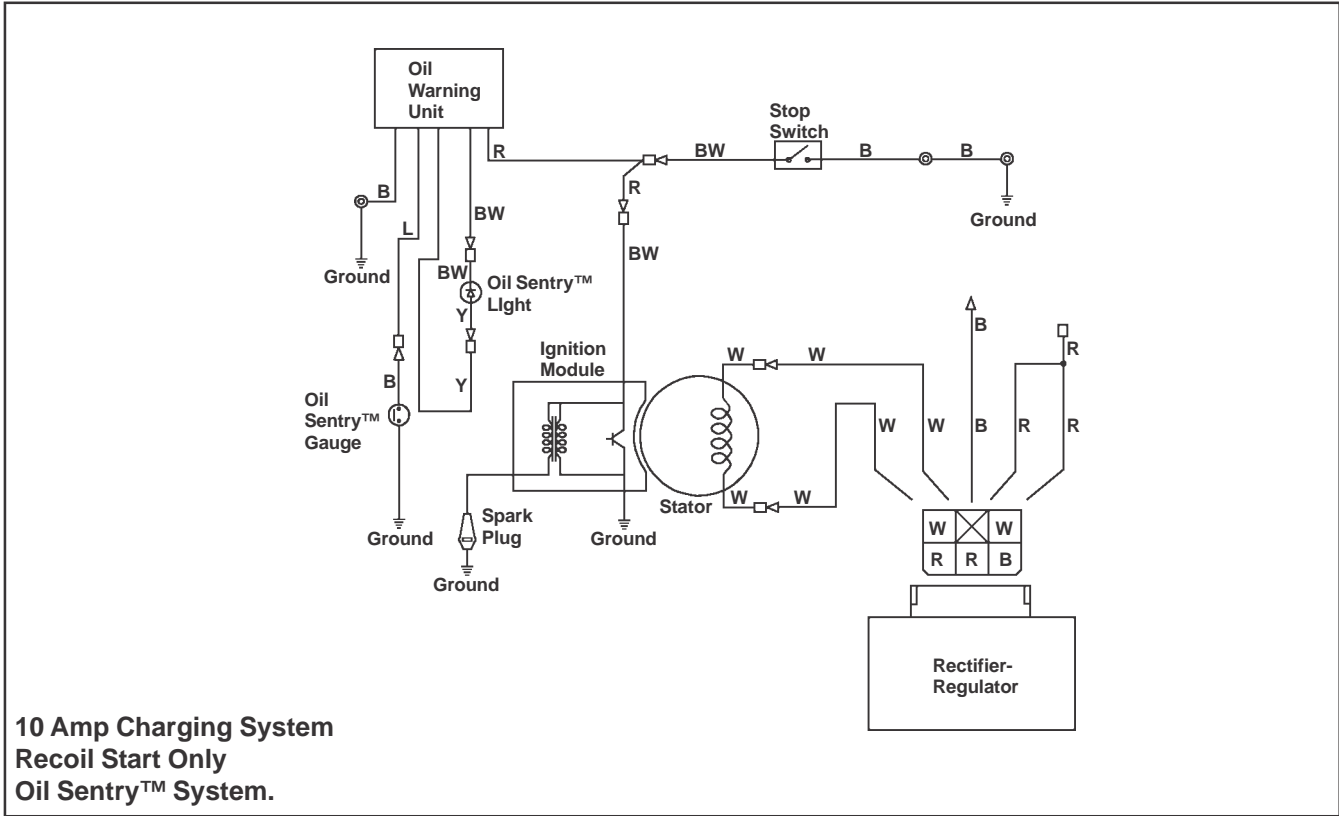 Oil
Warning
Unit
Stop
Switch
R
BW
B
B
B
R
Ground
L
BW
BW
Ground
BW
Oil Sentry™
LIght
Y
B
R
Ignition
Module
W
W
B
Y
Oil
Sentry™
Gauge
W
W
B
R
R
W
W
Stator
Spark
Plug
Ground
Ground
Ground
W
W
R
R
B
Rectifier-
Regulator
10 Amp Charging System
Recoil Start Only
Oil Sentry™ System.